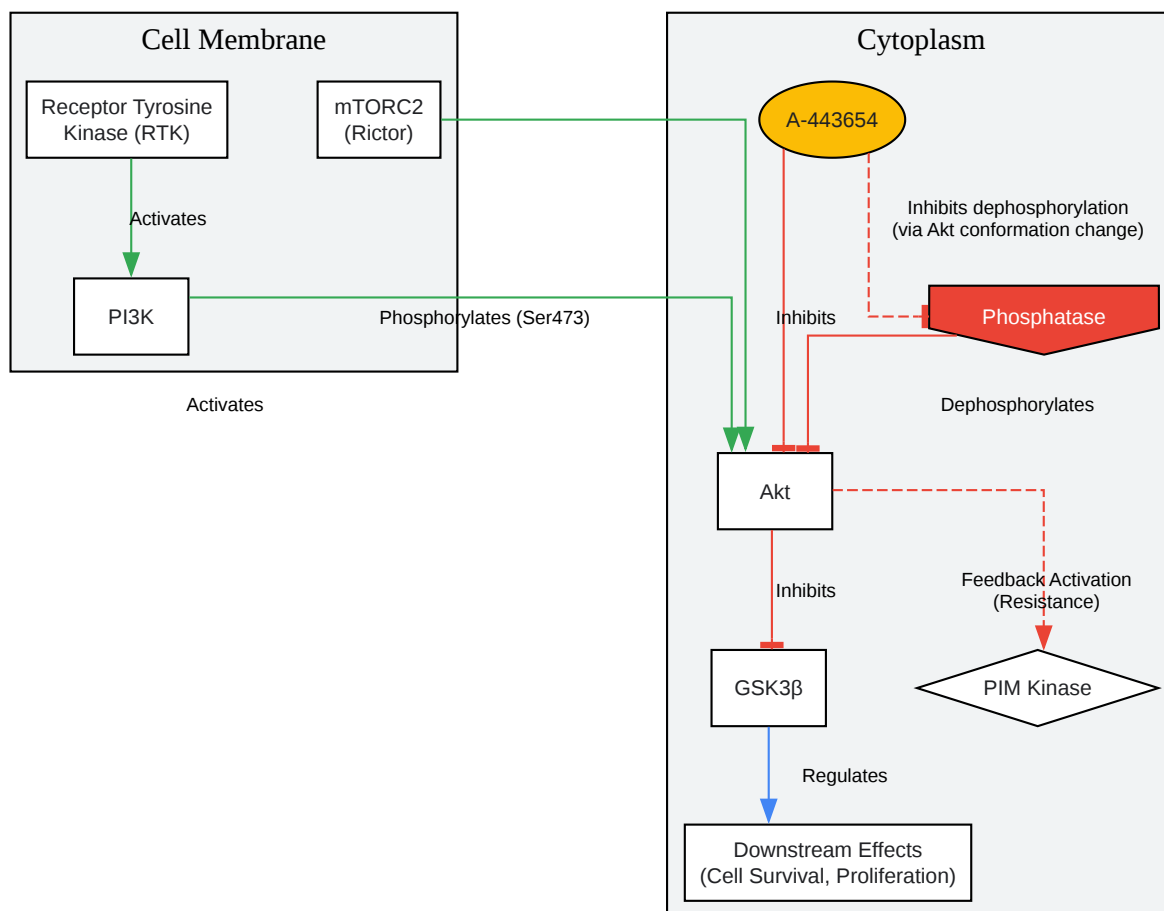 Cell Membrane
Cytoplasm
Receptor Tyrosine
Kinase (RTK)
mTORC2
(Rictor)
A-443654
Activates
Inhibits dephosphorylation
(via Akt conformation change)
PI3K
Phosphorylates (Ser473)
Inhibits
Phosphatase
Activates
Dephosphorylates
Akt
Inhibits
Feedback Activation
(Resistance)
GSK3β
PIM Kinase
Regulates
Downstream Effects
(Cell Survival, Proliferation)